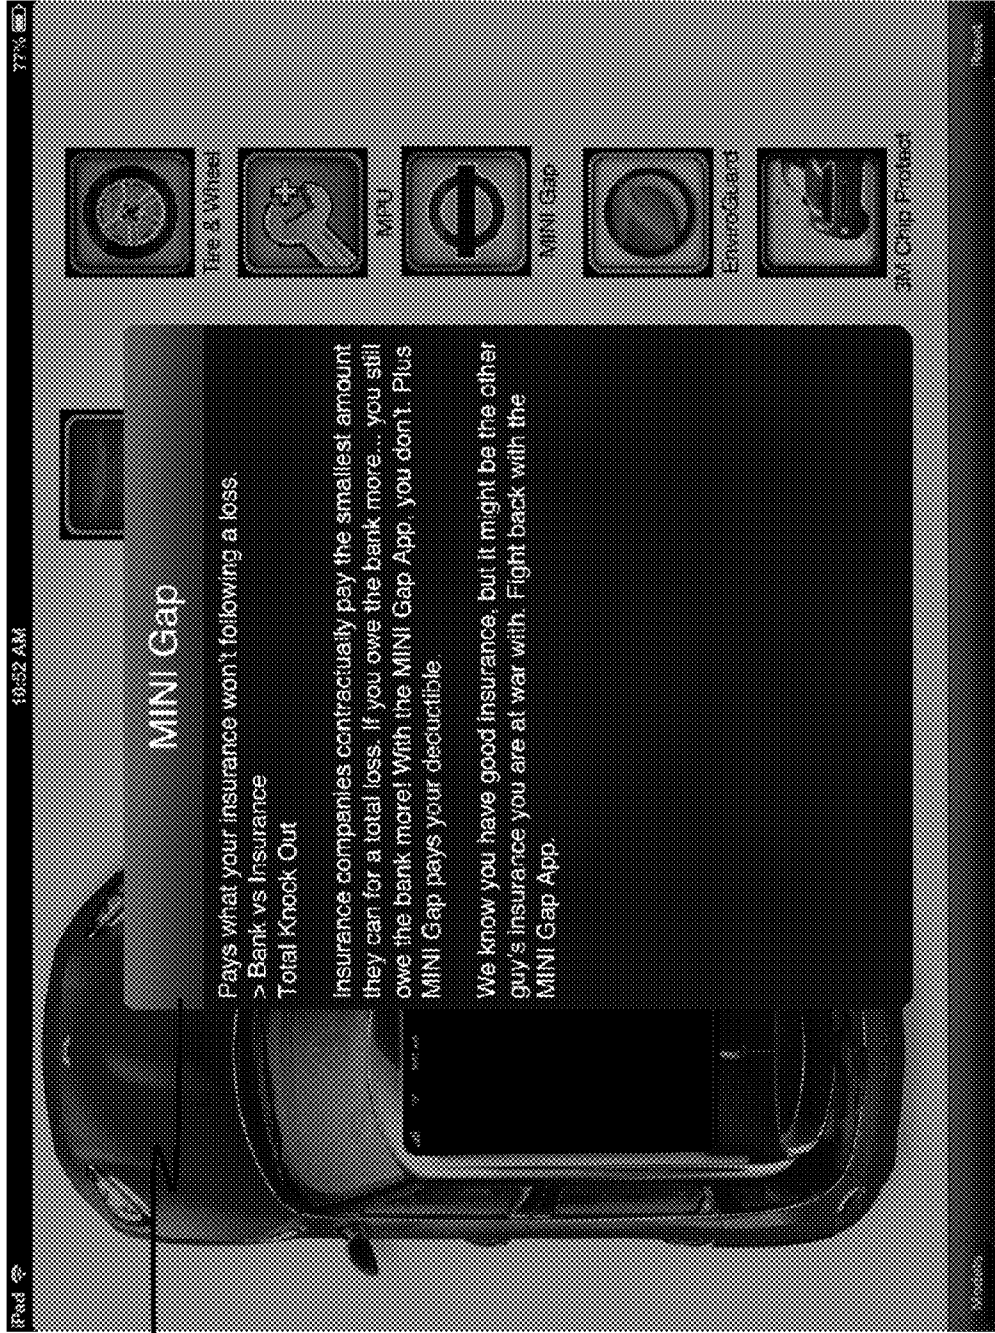 iPad
10:52 AM
77%
MINI Gap
Pays what your insurance won't following a loss.
> Bank vs Insurance
Total Knock Out
Insurance companies contractually pay the smallest amount
they can for a total loss. If you owe the bank more... you still
owe the bank more! With the MINI Gap App, you don't. Plus
MINI Gap pays your deductible.
We know you have good insurance, but it might be the other
guy's insurance you are at war with. Fight back with the
MINI Gap App.
Tire & Wheel
MPU
MINI Gap
EnviroGuard
3M Chip Protect
Reset